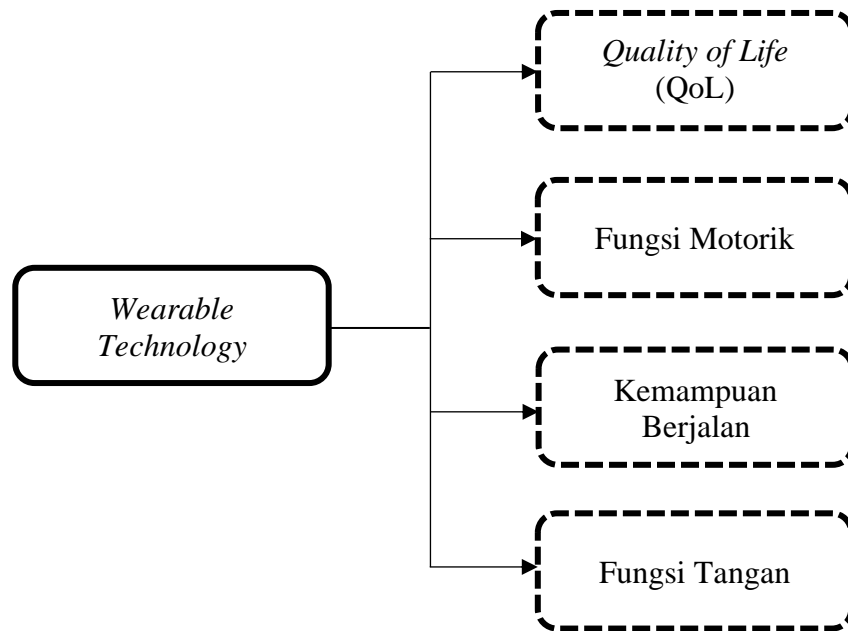 Quality of Life
(QoL)
Fungsi Motorik
Wearable
Technology
Kemampuan
Berjalan
Fungsi Tangan